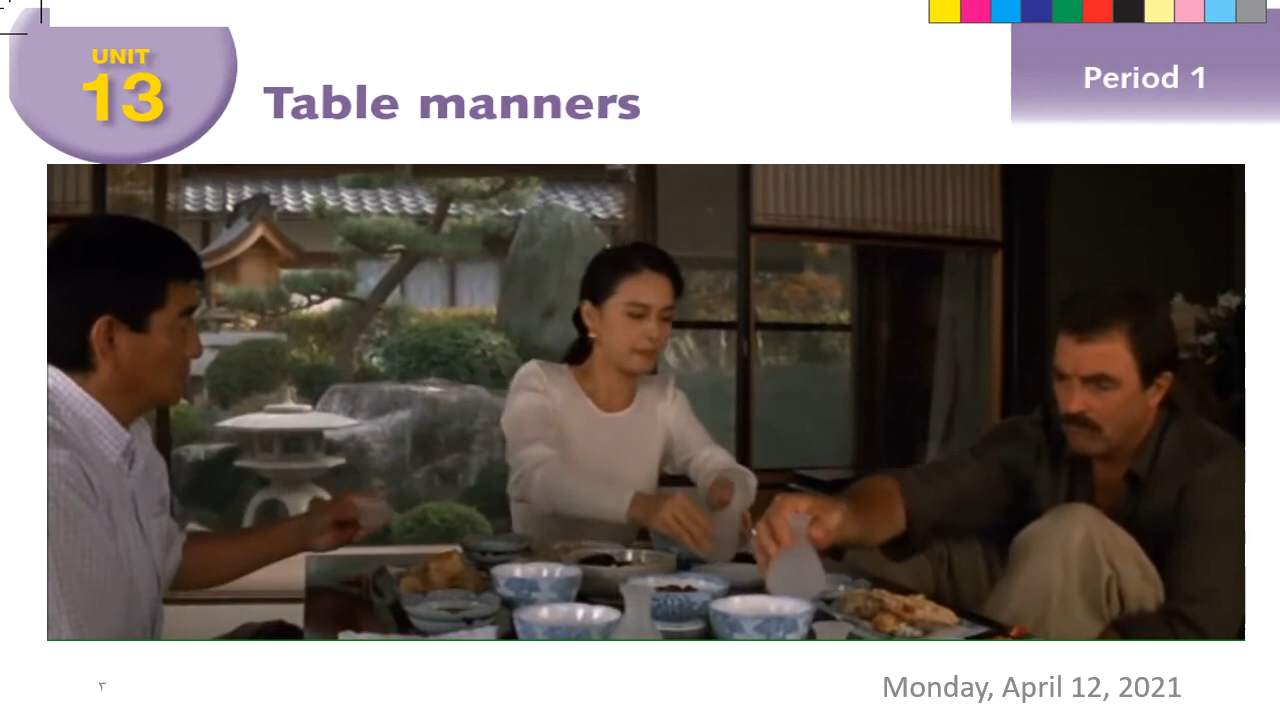 UNIT
13
Table manners
Period 1
٣
Monday, April 12, 2021